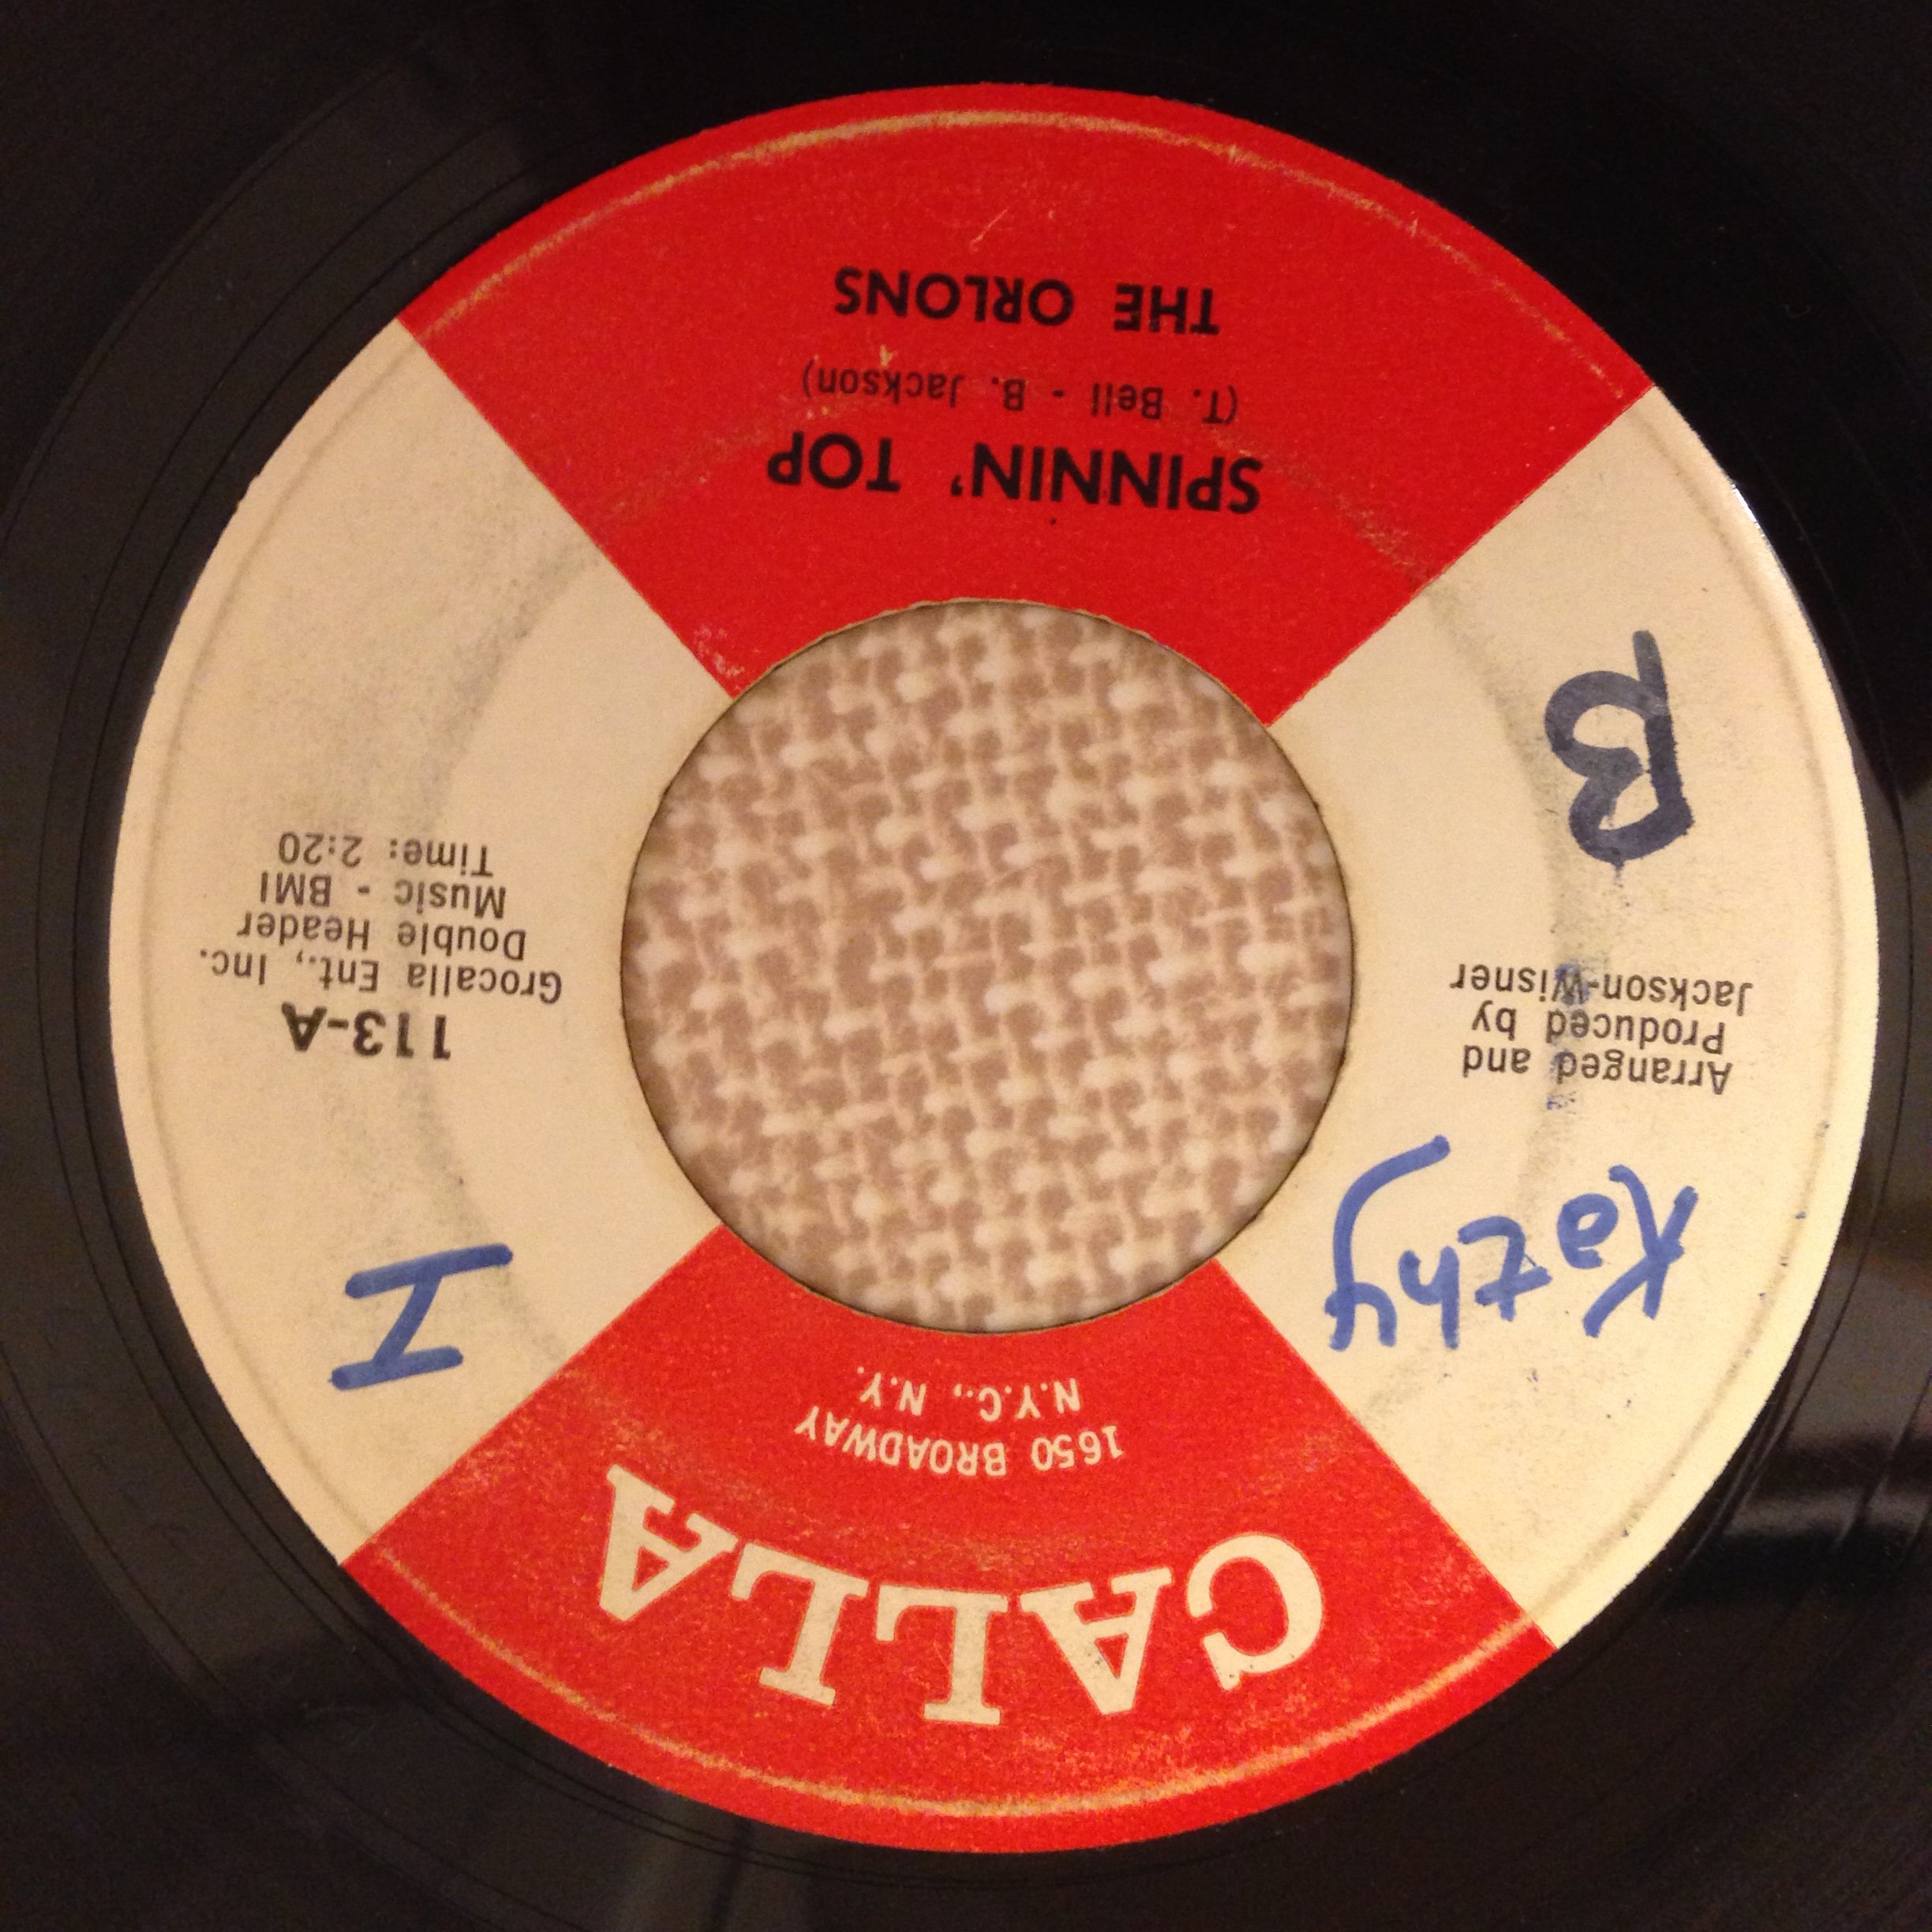 CALLA
1650 BROADWAY
N.Y.C., N.Y.
Kathy
I
Arranged and
Produced by
Jackson-Wisner
B
113-A
Grocalla Ent., Inc.
Double Header
Music - BMI
Time: 2:20
SPINNIN' TOP
(T. Bell - B. Jackson)
THE ORLONS